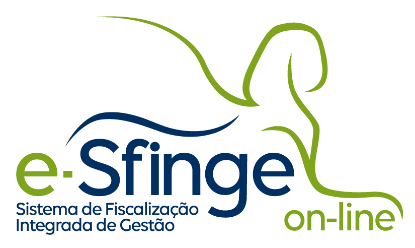 e-Sfinge
Sistema de Fiscalização
Integrada de Gestão
on-line